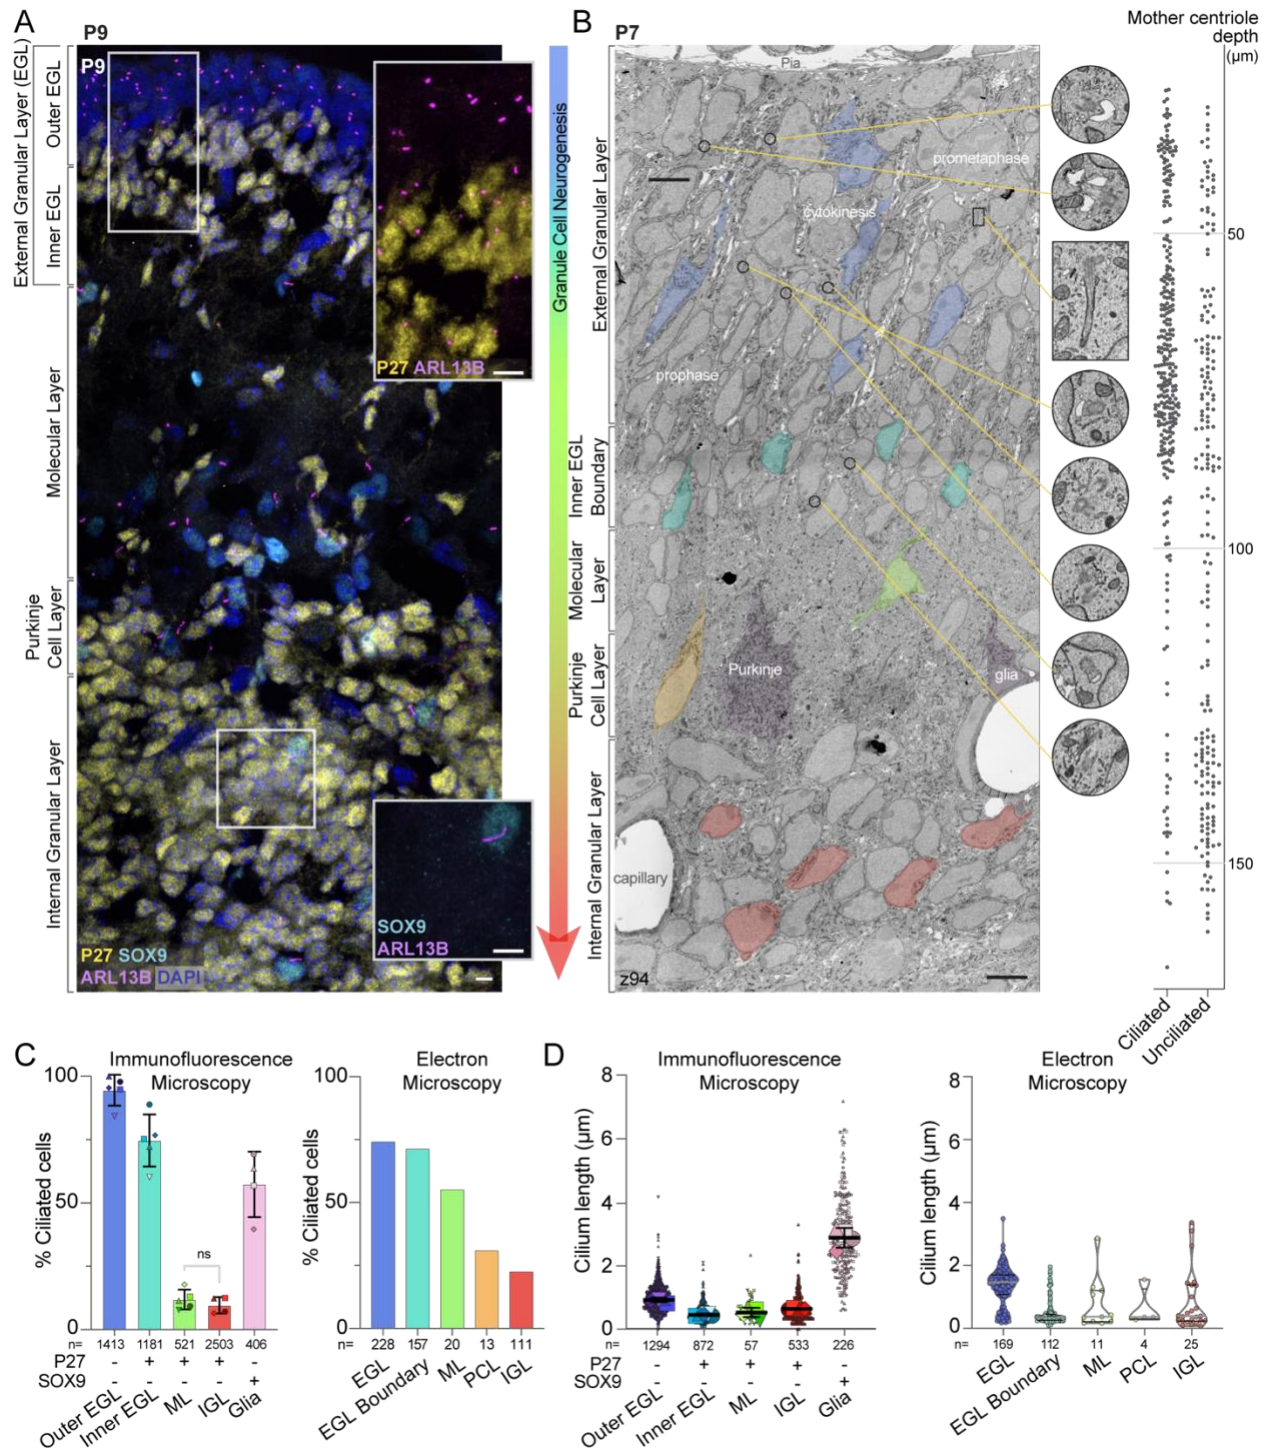 A
P9
P9
External Granular Layer (EGL)
Outer EGL
Inner EGL
Molecular Layer
Purkinje
Cell Layer
Internal Granular Layer
P27 ARL13B
SOX9
ARL13B
P27 SOX9
ARL13B DAPI
Granule Cell Neurogenesis
B
P7
External Granular Layer
Inner EGL
Boundary
Molecular
Layer
Purkinje
Cell Layer
Internal Granular Layer
Pia
prometaphase
cytokinesis
prophase
Purkinje
glia
capillary
z94
Mother centriole
depth
(µm)
50
100
150
Ciliated
Unciliated
C
Immunofluorescence
Microscopy
% Ciliated cells
100
50
0
ns
n= 1413 1181 521 2503 406
P27 - + + + -
SOX9 - - - - +
Outer EGL
Inner EGL
ML
IGL
Glia
Electron
Microscopy
% Ciliated cells
100
50
0
n= 228 157 20 13 111
EGL
EGL Boundary
ML
PCL
IGL
D
Immunofluorescence
Microscopy
Cilium length (µm)
8
6
4
2
0
n= 1294 872 57 533 226
P27 - + + + -
SOX9 - - - - +
Outer EGL
Inner EGL
ML
IGL
Glia
Electron
Microscopy
Cilium length (µm)
8
6
4
2
0
n= 169 112 11 4 25
EGL
EGL Boundary
ML
PCL
IGL